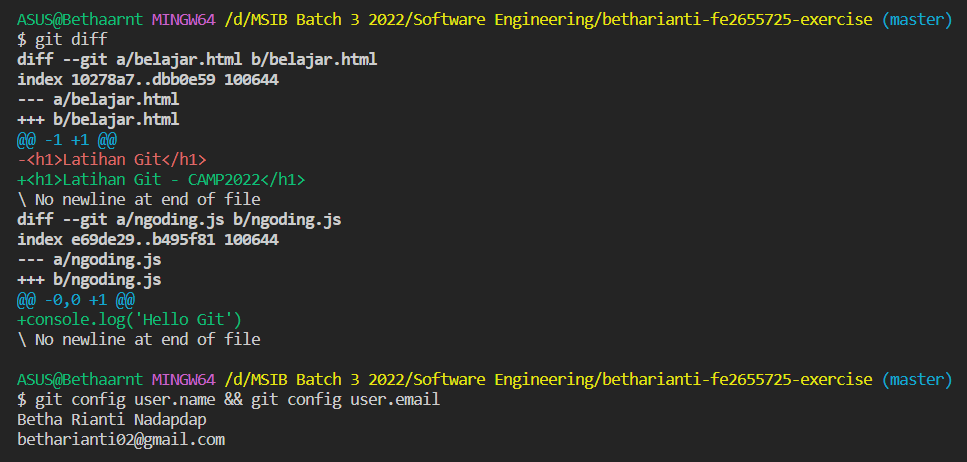 ASUS@Bethaarnt MINGW64 /d/MSIB Batch 3 2022/Software Engineering/betharianti-fe2655725-exercise (master)
$ git diff
diff --git a/belajar.html b/belajar.html
index 10278a7..dbb0e59 100644
--- a/belajar.html
+++ b/belajar.html
@@ -1 +1 @@
-<h1>Latihan Git</h1>
+<h1>Latihan Git - CAMP2022</h1>
\ No newline at end of file
diff --git a/ngoding.js b/ngoding.js
index e69de29..b495f81 100644
--- a/ngoding.js
+++ b/ngoding.js
@@ -0,0 +1 @@
+console.log('Hello Git')
\ No newline at end of file
ASUS@Bethaarnt MINGW64 /d/MSIB Batch 3 2022/Software Engineering/betharianti-fe2655725-exercise (master)
$ git config user.name && git config user.email
Betha Rianti Nadapdap
betharianti02@gmail.com